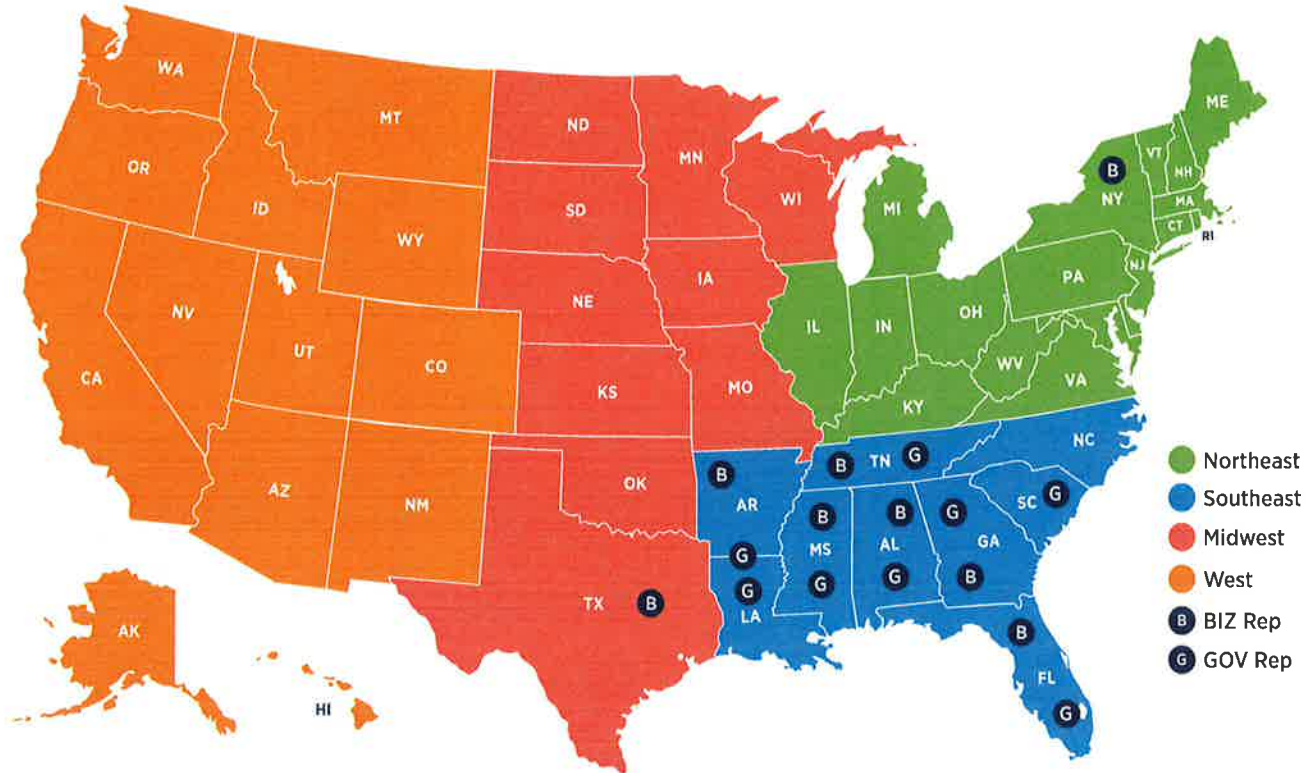 WA
MT
ND
MN
ME
OR
ID
SD
WI
MI
VT
NH
B
NY
MA
CT
RI
WY
IA
PA
NJ
NV
NE
IL
IN
OH
UT
CO
WV
VA
CA
KS
MO
KY
NC
AZ
NM
OK
AR
B
B
TN
G
Northeast
SC
G
Southeast
MS
B
AL
B
G
GA
Midwest
G
TX
B
G
LA
G
G
B
West
AK
B
B BIZ Rep
HI
FL
G
G GOV Rep